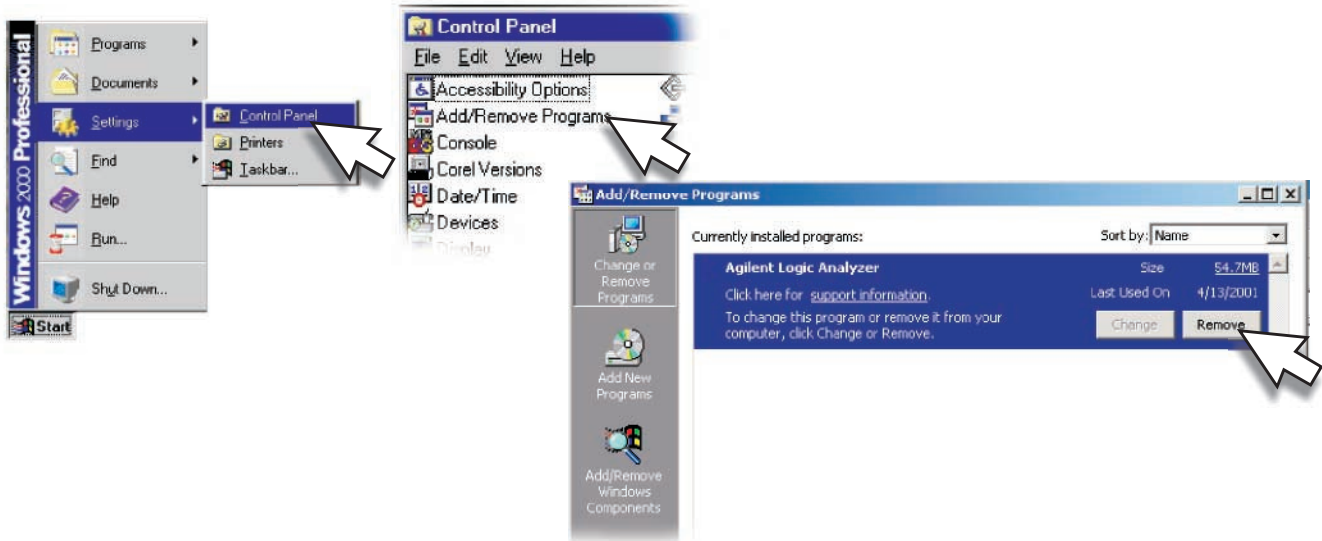 Windows 2000 Professional
Programs
Documents
Settings
Find
Help
Run...
Shut Down...
Start
Control Panel
Printers
Taskbar...
Control Panel
File Edit View Help
Accessibility Options
Add/Remove Programs
Console
Corel Versions
Date/Time
Devices
Display
Add/Remove Programs
Change or
Remove
Programs
Add New
Programs
Add/Remove
Windows
Components
Currently installed programs:
Sort by: Name
Agilent Logic Analyzer
Size 54.7MB
Click here for support information.
Last Used On 4/13/2001
To change this program or remove it from your
computer, click Change or Remove.
Change Remove